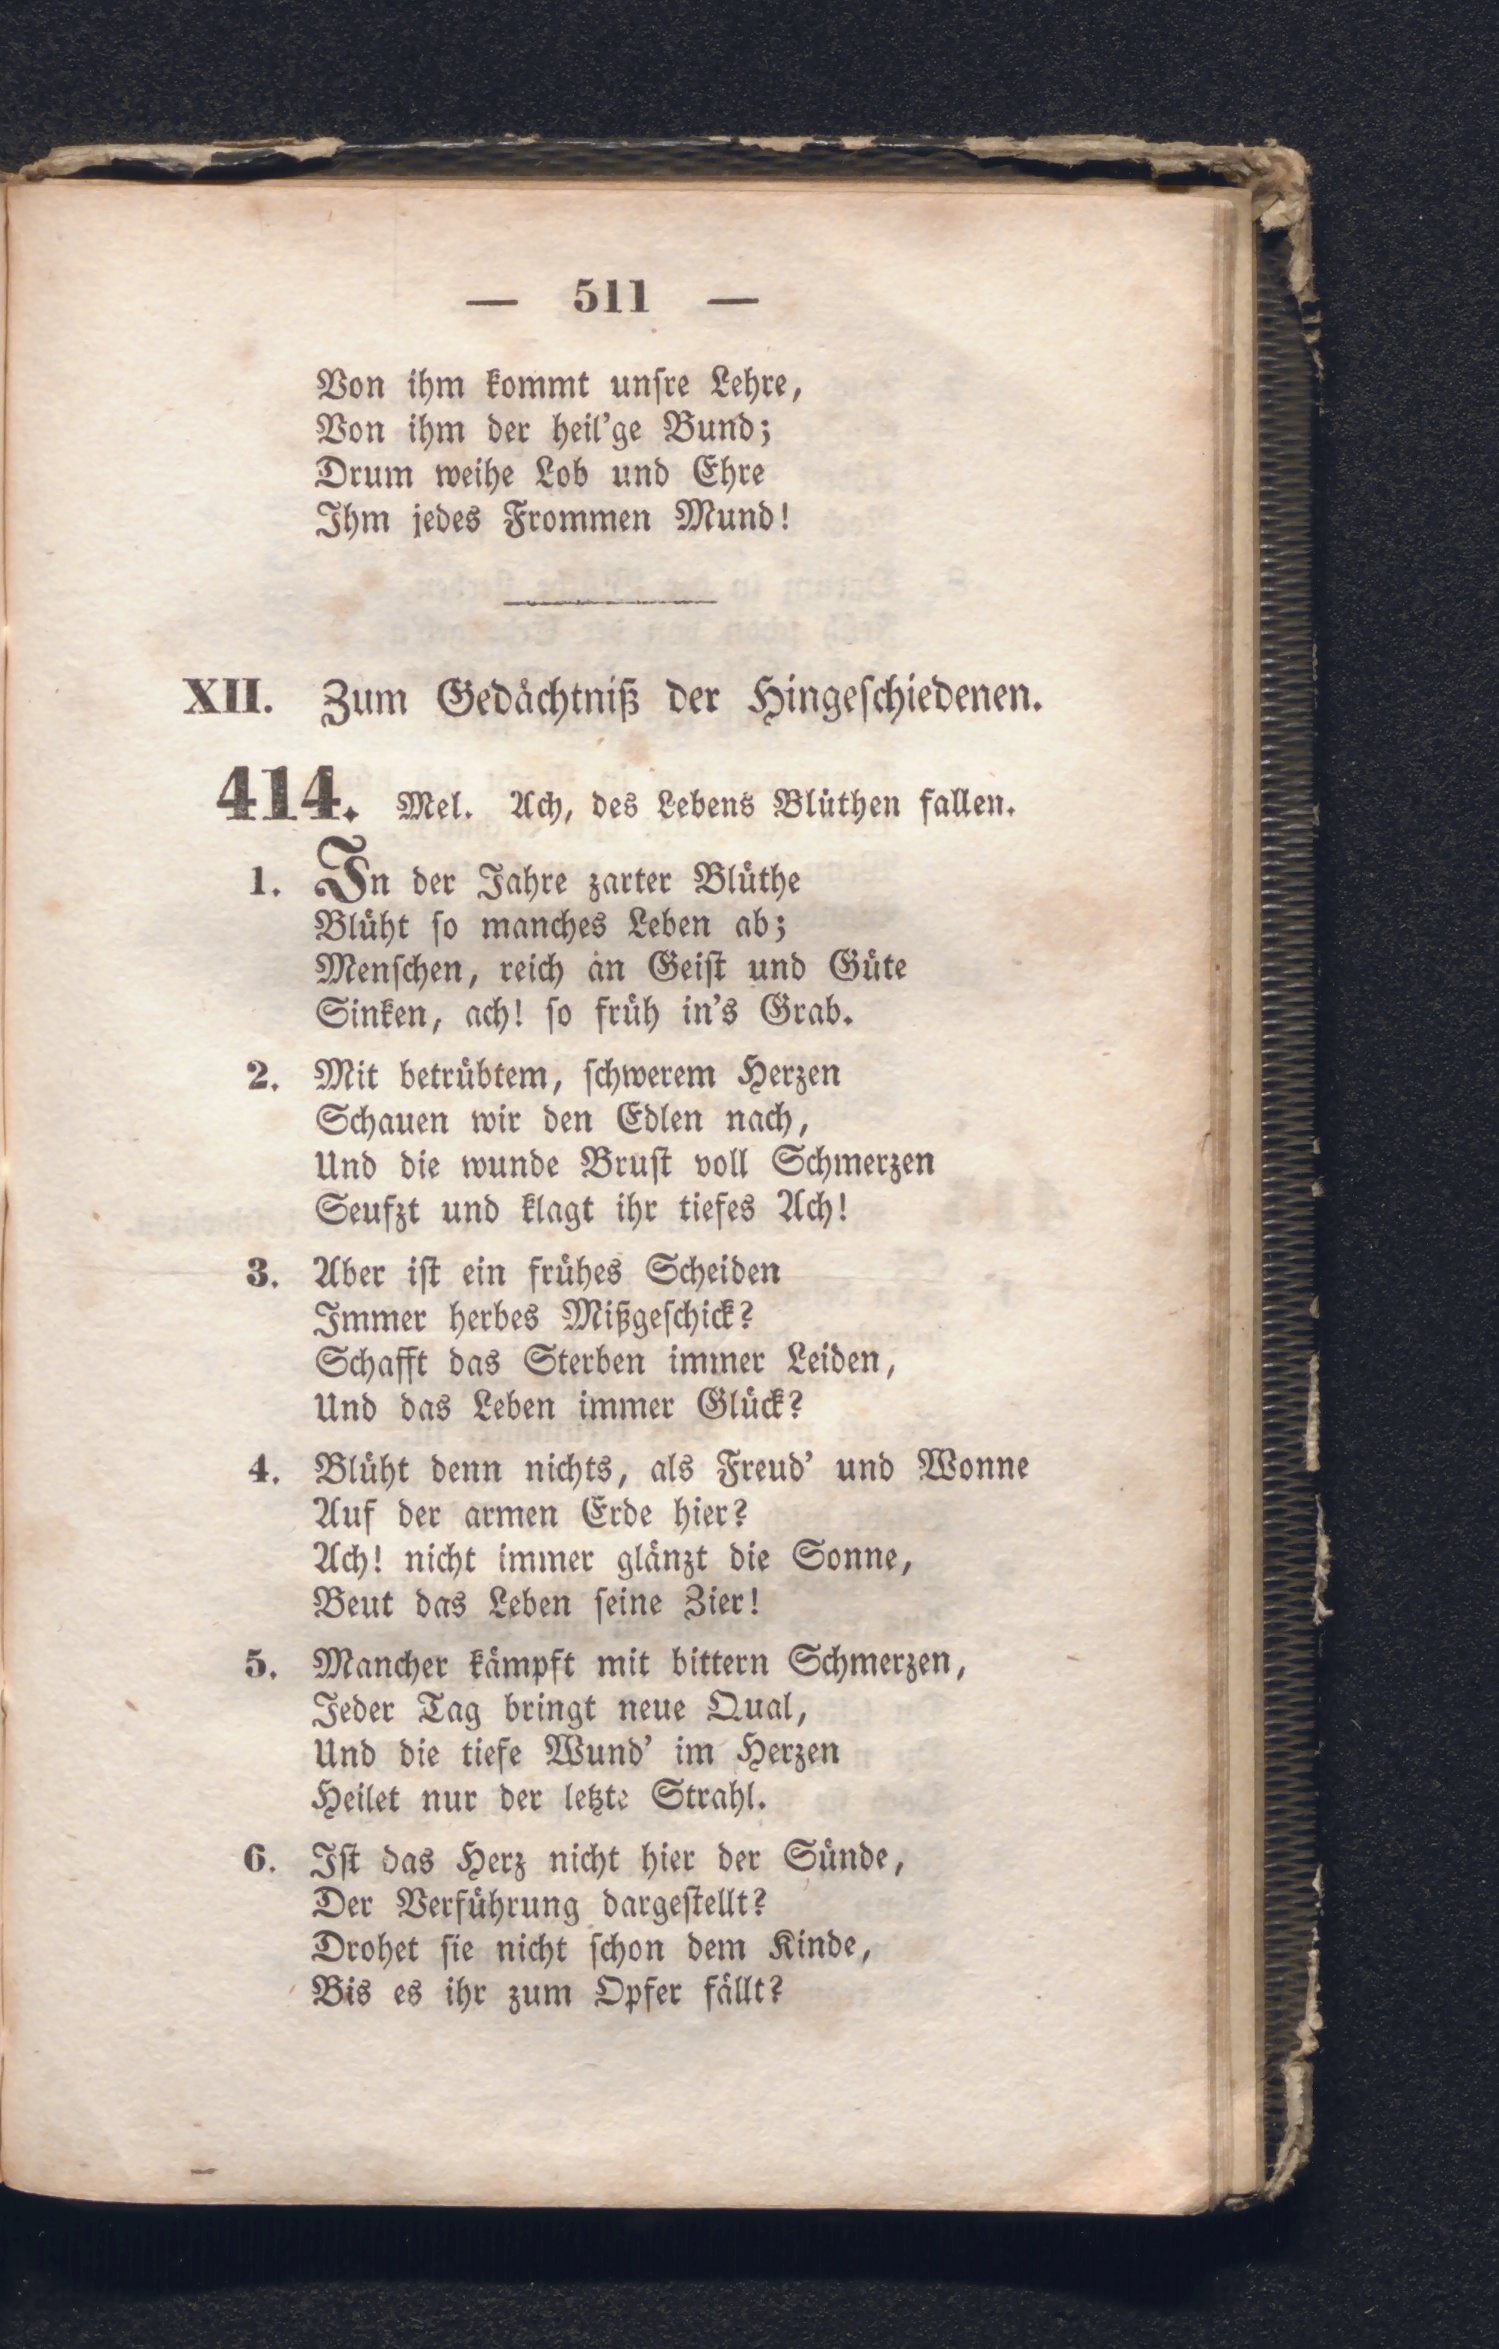 — 511 —
Von ihm kommt unsre Lehre,
Von ihm der heil'ge Bund;
Drum weihe Lob und Ehre
Ihm jedes Frommen Mund!
XII. Zum Gedächtniß der Hingeschiedenen.
414. Mel. Ach, des Lebens Blüthen fallen.
1. In der Jahre zarter Blüthe
Blüht so manches Leben ab;
Menschen, reich an Geist und Güte
Sinken, ach! so früh in's Grab.
2. Mit betrübtem, schwerem Herzen
Schauen wir den Edlen nach,
Und die wunde Brust voll Schmerzen
Seufzt und klagt ihr tiefes Ach!
3. Aber ist ein frühes Scheiden
Immer herbes Mißgeschick?
Schafft das Sterben immer Leiden,
Und das Leben immer Glück?
4. Blüht denn nichts, als Freud' und Wonne
Auf der armen Erde hier?
Ach! nicht immer glänzt die Sonne,
Beut das Leben seine Zier!
5. Mancher kämpft mit bittern Schmerzen,
Jeder Tag bringt neue Qual,
Und die tiefe Wund' im Herzen
Heilet nur der letzte Strahl.
6. Ist das Herz nicht hier der Sünde,
Der Verführung dargestellt?
Drohet sie nicht schon dem Kinde,
Bis es ihr zum Opfer fällt?